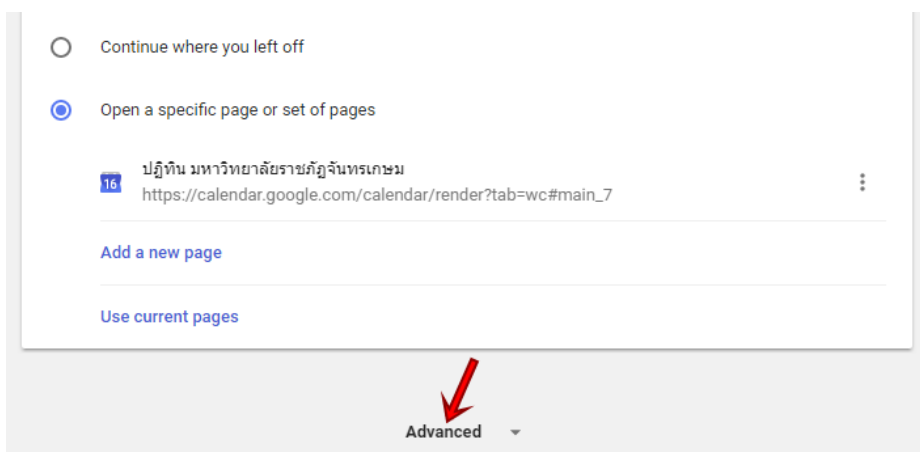 Continue where you left off
Open a specific page or set of pages
ปฏิทิน มหาวิทยาลัยราชภัฏจันทรเกษม
16
https://calendar.google.com/calendar/render?tab=wc#main_7
Add a new page
Use current pages
Advanced